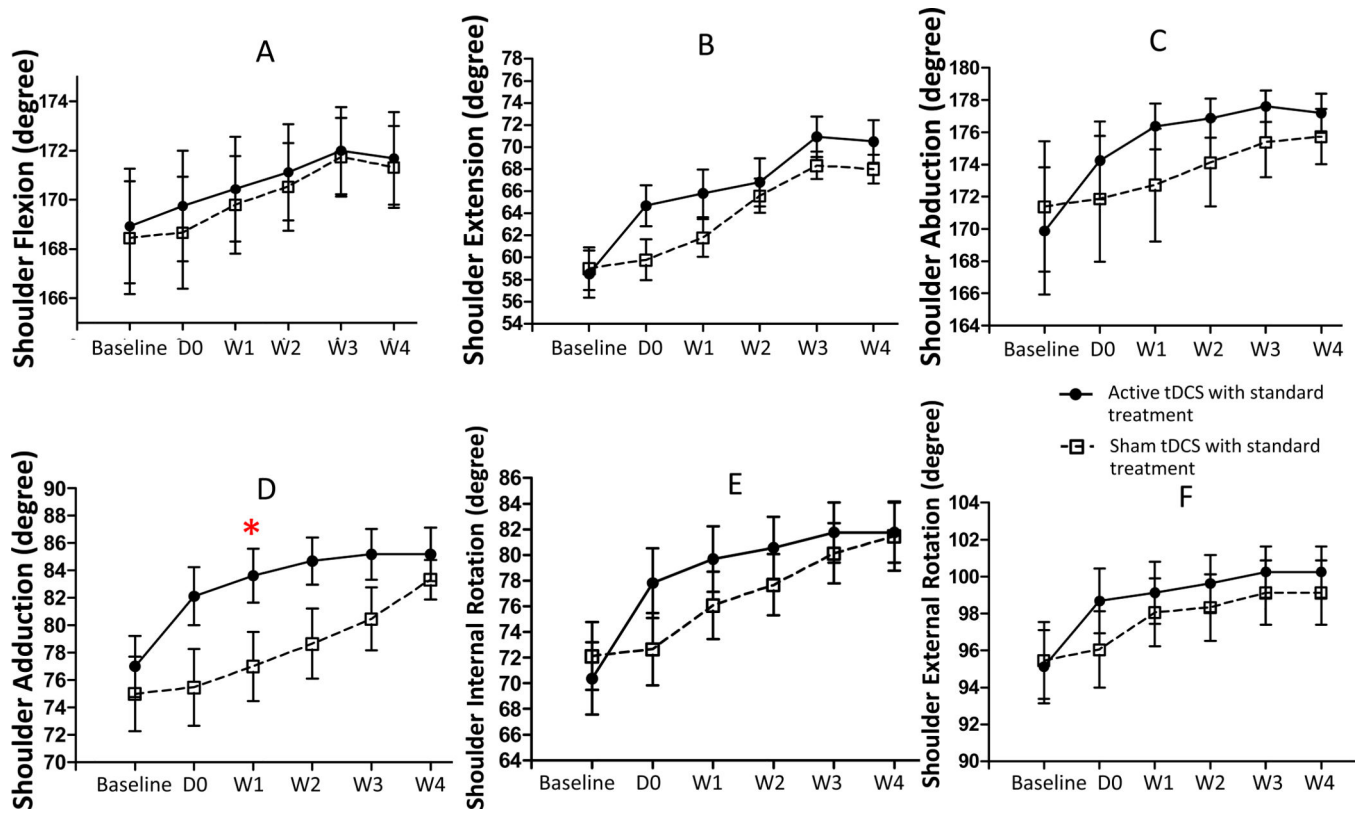 A
Shoulder Flexion (degree)
174
172
170
168
166
Baseline D0 W1 W2 W3 W4
B
Shoulder Extension (degree)
78
76
74
72
70
68
66
64
62
60
58
56
54
Baseline D0 W1 W2 W3 W4
C
Shoulder Abduction (degree)
180
178
176
174
172
170
168
166
164
Baseline D0 W1 W2 W3 W4
Active tDCS with standard
treatment
Sham tDCS with standard
treatment
D
*
Shoulder Adduction (degree)
90
88
86
84
82
80
78
76
74
72
70
Baseline D0 W1 W2 W3 W4
E
Shoulder Internal Rotation (degree)
86
84
82
80
78
76
74
72
70
68
66
64
Baseline D0 W1 W2 W3 W4
F
Shoulder External Rotation (degree)
104
102
100
98
96
94
92
90
Baseline D0 W1 W2 W3 W4